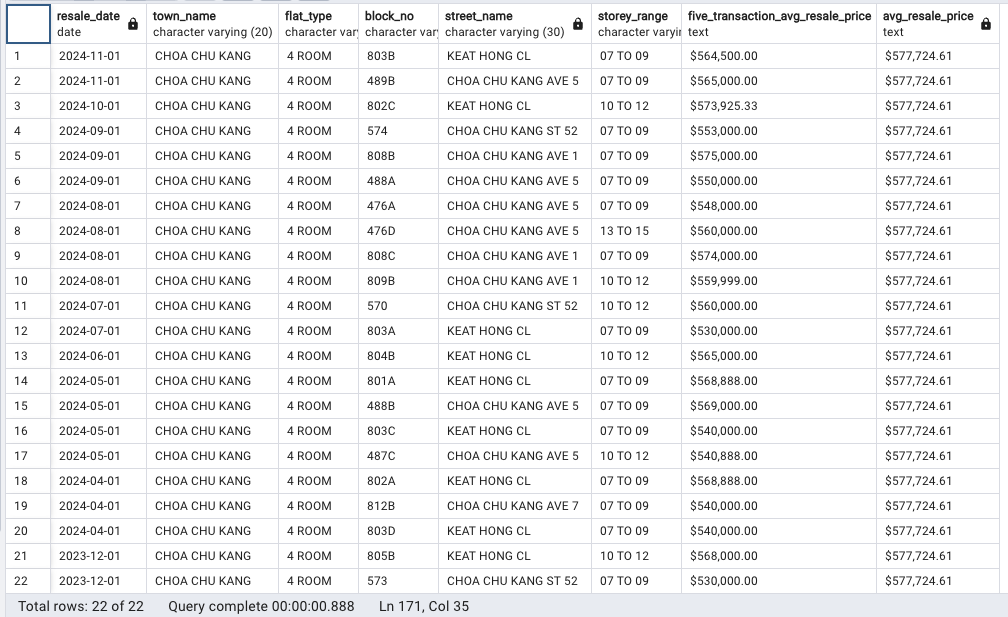 resale_date town_name flat_type block_no street_name storey_range five_transaction_avg_resale_price avg_resale_price
date character varying (20) character var character var character varying (30) character varyin text text
1 2024-11-01 CHOA CHU KANG 4 ROOM 803B KEAT HONG CL 07 TO 09 $564,500.00 $577,724.61
2 2024-11-01 CHOA CHU KANG 4 ROOM 489B CHOA CHU KANG AVE 5 07 TO 09 $565,000.00 $577,724.61
3 2024-10-01 CHOA CHU KANG 4 ROOM 802C KEAT HONG CL 10 TO 12 $573,925.33 $577,724.61
4 2024-09-01 CHOA CHU KANG 4 ROOM 574 CHOA CHU KANG ST 52 07 TO 09 $553,000.00 $577,724.61
5 2024-09-01 CHOA CHU KANG 4 ROOM 808B CHOA CHU KANG AVE 1 07 TO 09 $575,000.00 $577,724.61
6 2024-09-01 CHOA CHU KANG 4 ROOM 488A CHOA CHU KANG AVE 5 07 TO 09 $550,000.00 $577,724.61
7 2024-08-01 CHOA CHU KANG 4 ROOM 476A CHOA CHU KANG AVE 5 07 TO 09 $548,000.00 $577,724.61
8 2024-08-01 CHOA CHU KANG 4 ROOM 476D CHOA CHU KANG AVE 5 13 TO 15 $560,000.00 $577,724.61
9 2024-08-01 CHOA CHU KANG 4 ROOM 808C CHOA CHU KANG AVE 1 07 TO 09 $574,000.00 $577,724.61
10 2024-08-01 CHOA CHU KANG 4 ROOM 809B CHOA CHU KANG AVE 1 10 TO 12 $559,999.00 $577,724.61
11 2024-07-01 CHOA CHU KANG 4 ROOM 570 CHOA CHU KANG ST 52 10 TO 12 $560,000.00 $577,724.61
12 2024-07-01 CHOA CHU KANG 4 ROOM 803A KEAT HONG CL 07 TO 09 $530,000.00 $577,724.61
13 2024-06-01 CHOA CHU KANG 4 ROOM 804B KEAT HONG CL 10 TO 12 $565,000.00 $577,724.61
14 2024-05-01 CHOA CHU KANG 4 ROOM 801A KEAT HONG CL 07 TO 09 $568,888.00 $577,724.61
15 2024-05-01 CHOA CHU KANG 4 ROOM 488B CHOA CHU KANG AVE 5 07 TO 09 $569,000.00 $577,724.61
16 2024-05-01 CHOA CHU KANG 4 ROOM 803C KEAT HONG CL 07 TO 09 $540,000.00 $577,724.61
17 2024-05-01 CHOA CHU KANG 4 ROOM 487C CHOA CHU KANG AVE 5 10 TO 12 $540,888.00 $577,724.61
18 2024-04-01 CHOA CHU KANG 4 ROOM 802A KEAT HONG CL 07 TO 09 $568,888.00 $577,724.61
19 2024-04-01 CHOA CHU KANG 4 ROOM 812B CHOA CHU KANG AVE 7 07 TO 09 $540,000.00 $577,724.61
20 2024-04-01 CHOA CHU KANG 4 ROOM 803D KEAT HONG CL 07 TO 09 $540,000.00 $577,724.61
21 2023-12-01 CHOA CHU KANG 4 ROOM 805B KEAT HONG CL 10 TO 12 $568,000.00 $577,724.61
22 2023-12-01 CHOA CHU KANG 4 ROOM 573 CHOA CHU KANG ST 52 07 TO 09 $530,000.00 $577,724.61
Total rows: 22 of 22 Query complete 00:00:00.888 Ln 171, Col 35